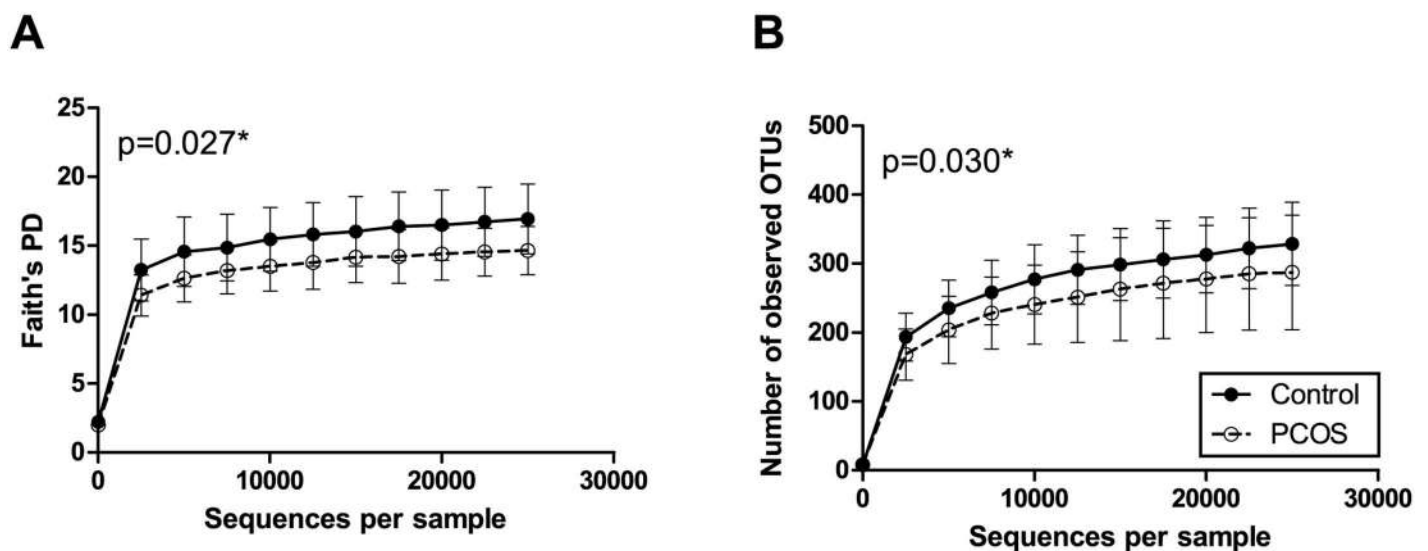 A
25
20
15
10
5
0
Faith's PD
p=0.027*
0 10000 20000 30000
Sequences per sample
B
500
400
300
200
100
0
Number of observed OTUs
p=0.030*
Control
PCOS
0 10000 20000 30000
Sequences per sample